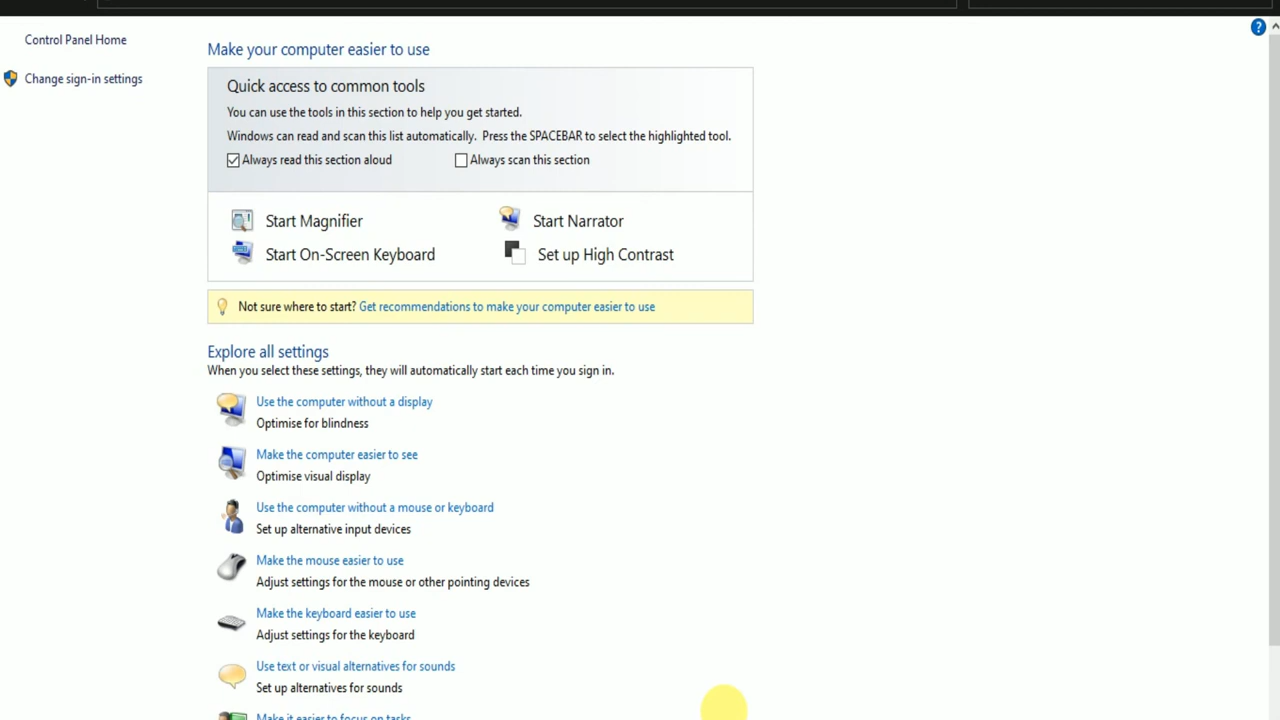 Control Panel Home
Change sign-in settings
?
Make your computer easier to use
Quick access to common tools
You can use the tools in this section to help you get started.
Windows can read and scan this list automatically. Press the SPACEBAR to select the highlighted tool.
Always read this section aloud
Always scan this section
Start Magnifier
Start Narrator
Start On-Screen Keyboard
Set up High Contrast
Not sure where to start? Get recommendations to make your computer easier to use
Explore all settings
When you select these settings, they will automatically start each time you sign in.
Use the computer without a display
Optimise for blindness
Make the computer easier to see
Optimise visual display
Use the computer without a mouse or keyboard
Set up alternative input devices
Make the mouse easier to use
Adjust settings for the mouse or other pointing devices
Make the keyboard easier to use
Adjust settings for the keyboard
Use text or visual alternatives for sounds
Set up alternatives for sounds
Make it easier to focus on tasks